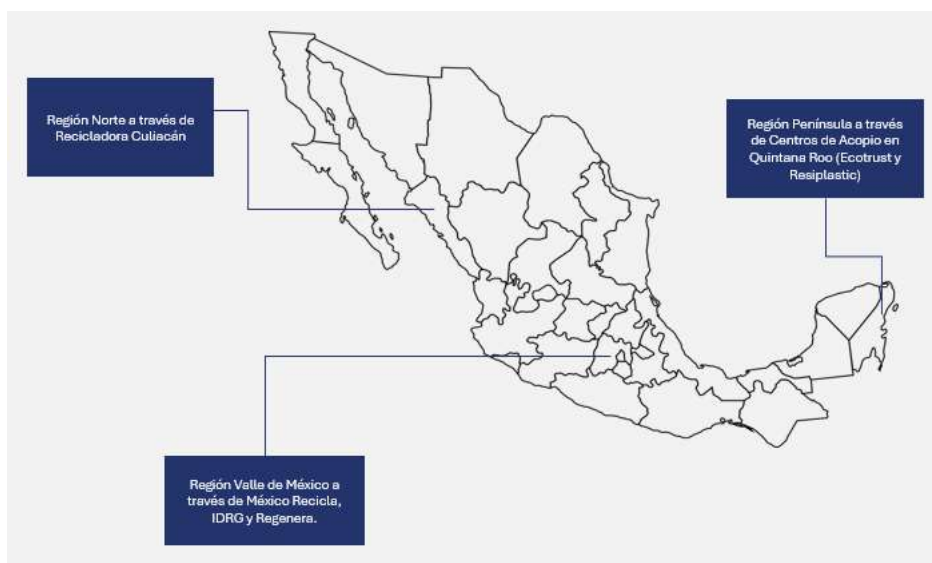 Región Norte a través de
Recicladora Culiacán
Región Península a través
de Centros de Acopio en
Quintana Roo (Ecotrust y
Resiplastic)
Región Valle de México a
través de México Recicla,
IDRG y Regenera.